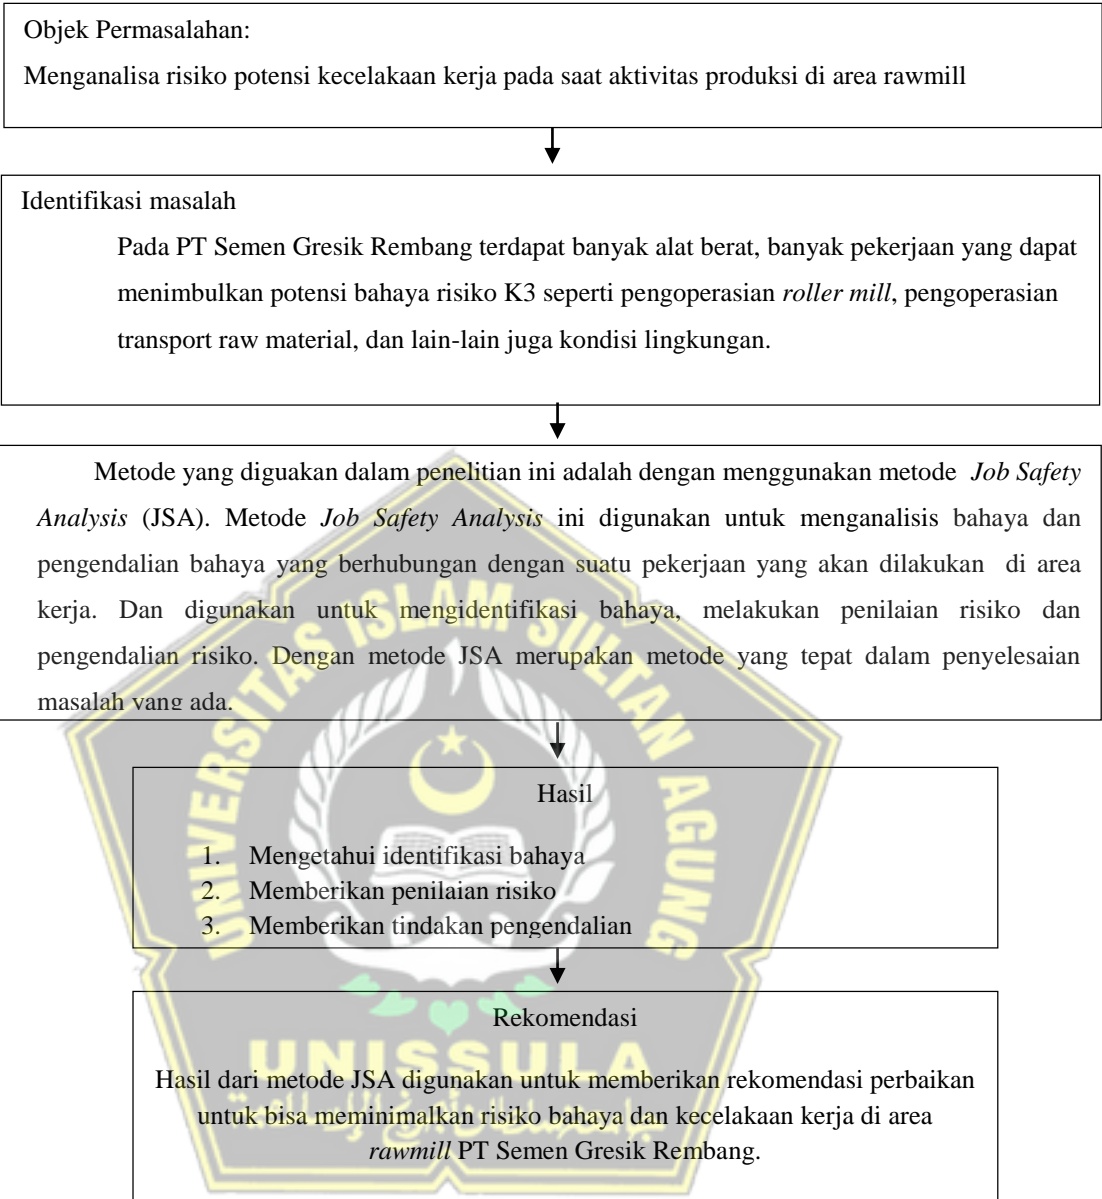 Objek Permasalahan:
Menganalisa risiko potensi kecelakaan kerja pada saat aktivitas produksi di area rawmill
Identifikasi masalah
Pada PT Semen Gresik Rembang terdapat banyak alat berat, banyak pekerjaan yang dapat
menimbulkan potensi bahaya risiko K3 seperti pengoperasian roller mill, pengoperasian
transport raw material, dan lain-lain juga kondisi lingkungan.
Metode yang diguakan dalam penelitian ini adalah dengan menggunakan metode Job Safety
Analysis (JSA). Metode Job Safety Analysis ini digunakan untuk menganalisis bahaya dan
pengendalian bahaya yang berhubungan dengan suatu pekerjaan yang akan dilakukan di area
kerja. Dan digunakan untuk mengidentifikasi bahaya, melakukan penilaian risiko dan
pengendalian risiko. Dengan metode JSA merupakan metode yang tepat dalam penyelesaian
masalah yang ada.
UNIVERSITAS ISLAM SULTAN AGUNG
Hasil
1. Mengetahui identifikasi bahaya
2. Memberikan penilaian risiko
3. Memberikan tindakan pengendalian
Rekomendasi
UNISSULA
Hasil dari metode JSA digunakan untuk memberikan rekomendasi perbaikan
untuk bisa meminimalkan risiko bahaya dan kecelakaan kerja di area
rawmill PT Semen Gresik Rembang.